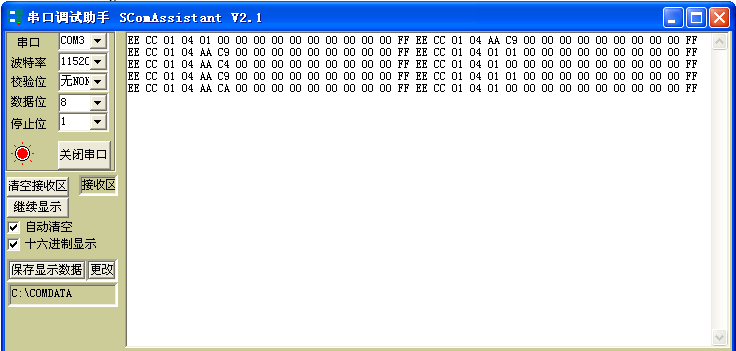 串口调试助手 SComAssistant V2.1
串口 COM3
波特率 1152
校验位 无NON
数据位 8
停止位 1
关闭串口
清空接收区 接收区
继续显示
自动清空
十六进制显示
保存显示数据 更改
C:\COMDATA
EE CC 01 04 01 00 00 00 00 00 00 00 00 00 00 FF EE CC 01 04 AA C9 00 00 00 00 00 00 00 00 00 FF
EE CC 01 04 AA C9 00 00 00 00 00 00 00 00 00 FF EE CC 01 04 01 00 00 00 00 00 00 00 00 00 00 FF
EE CC 01 04 AA C4 00 00 00 00 00 00 00 00 00 FF EE CC 01 04 01 00 00 00 00 00 00 00 00 00 00 FF
EE CC 01 04 AA C9 00 00 00 00 00 00 00 00 00 FF EE CC 01 04 01 01 00 00 00 00 00 00 00 00 00 FF
EE CC 01 04 AA CA 00 00 00 00 00 00 00 00 00 FF EE CC 01 04 01 00 00 00 00 00 00 00 00 00 00 FF